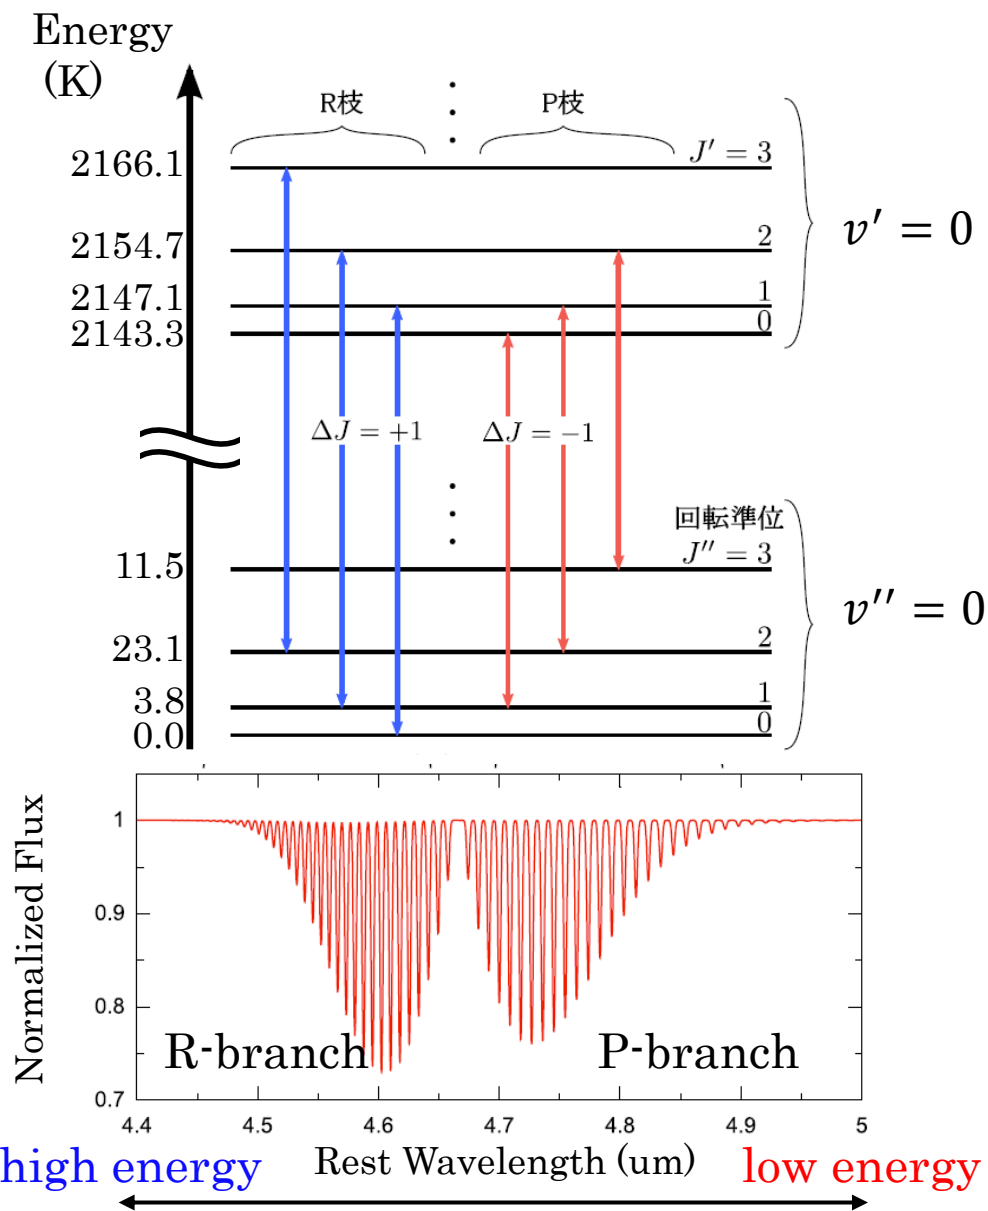 Energy
(K)
R枝
P枝
2166.1
J′ = 3
v′ = 0
2154.7
2
2147.1
1
2143.3
0
ΔJ = +1
ΔJ = −1
回転準位
11.5
J″ = 3
v″ = 0
23.1
2
3.8
1
0.0
0
Normalized Flux
1
0.9
0.8
0.7
R-branch
P-branch
4.4
4.5
4.6
4.7
4.8
4.9
5
high energy
Rest Wavelength (um)
low energy